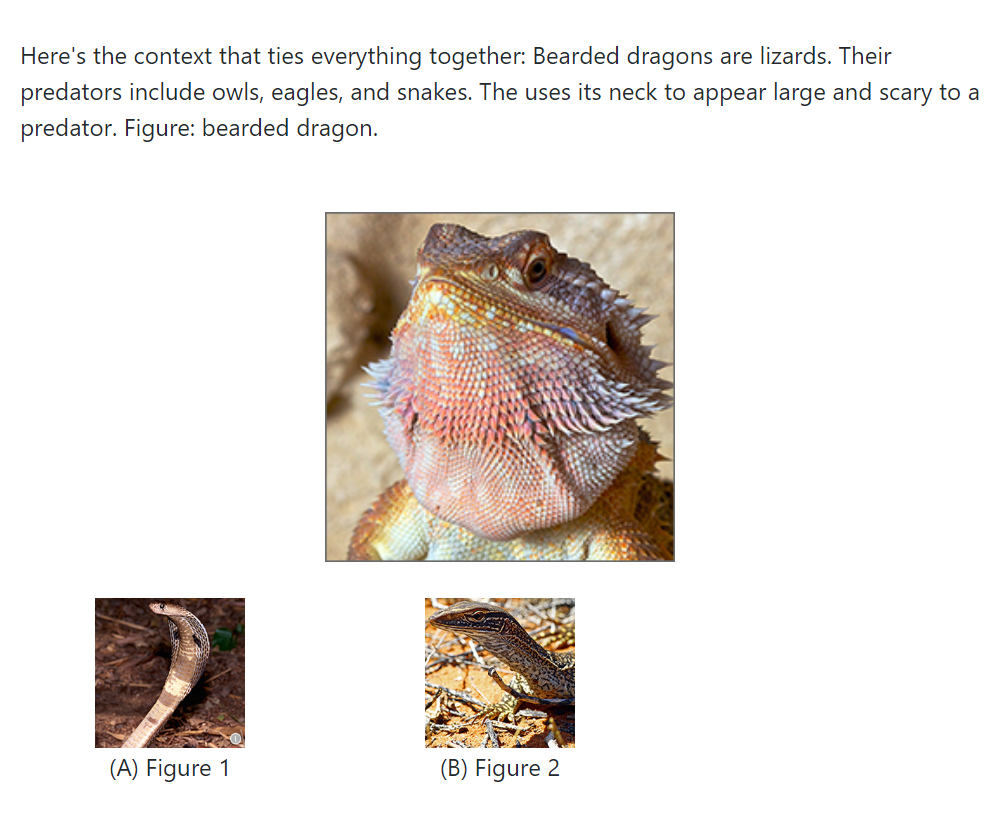 Here's the context that ties everything together: Bearded dragons are lizards. Their
predators include owls, eagles, and snakes. The uses its neck to appear large and scary to a
predator. Figure: bearded dragon.
(A) Figure 1
(B) Figure 2